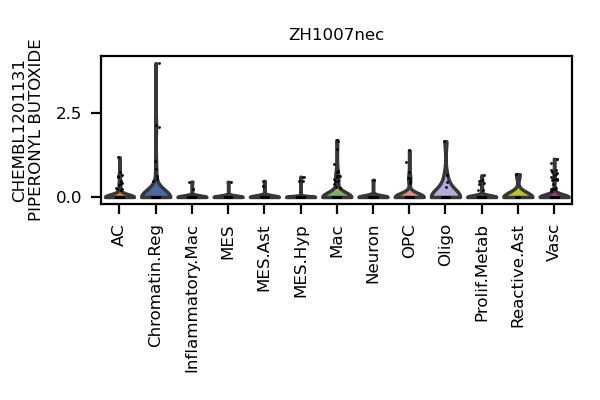 ZH1007nec
CHEMBL1201131
PIPERONYL BUTOXIDE
2.5
0.0
AC
Chromatin.Reg
Inflammatory.Mac
MES
MES.Ast
MES.Hyp
Mac
Neuron
OPC
Oligo
Prolif.Metab
Reactive.Ast
Vasc